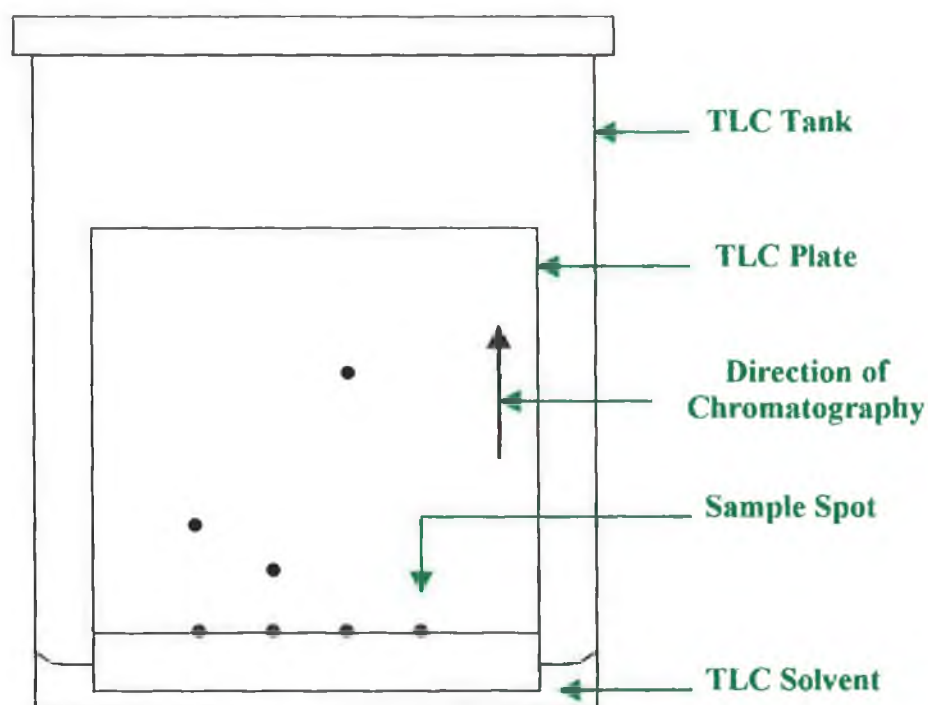 TLC Tank
TLC Plate
Direction of
Chromatography
Sample Spot
TLC Solvent